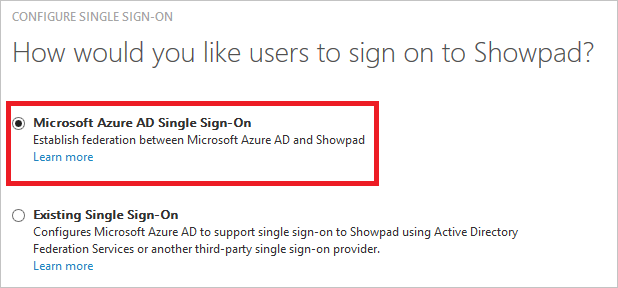 CONFIGURE SINGLE SIGN-ON
How would you like users to sign on to Showpad?
Microsoft Azure AD Single Sign-On
Establish federation between Microsoft Azure AD and Showpad
Learn more
Existing Single Sign-On
Configures Microsoft Azure AD to support single sign-on to Showpad using Active Directory
Federation Services or another third-party single sign-on provider.
Learn more